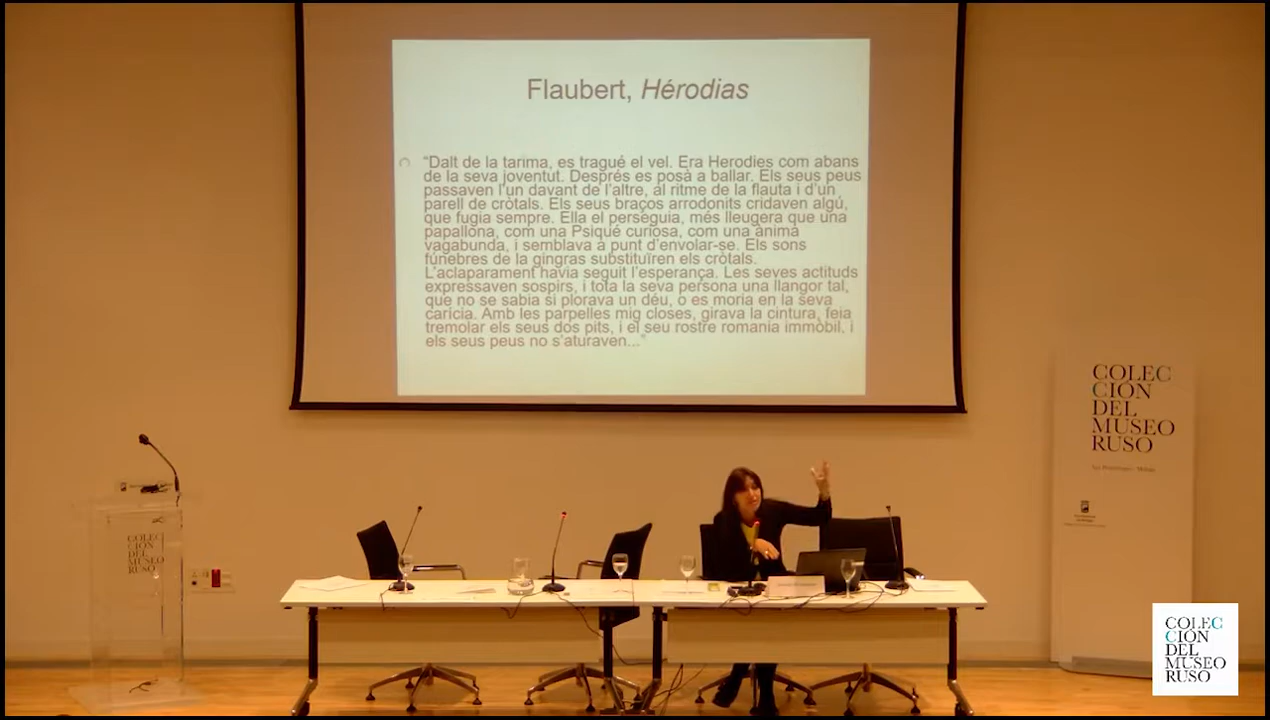 Flaubert, Hérodias
“Dalt de la tarima, es tragué el vel. Era Herodies com abans
de la seva joventut. Després es posà a ballar. Els seus peus
passaven l’un davant de l’altre, al ritme de la flauta i d’un
parell de cròtals. Els seus braços arrodonits cridaven algú,
que fugia sempre. Ella el perseguia, més lleugera que una
papallona, com una Psiqué curiosa, com una ànima
vagabunda, i semblava a punt d’envolar-se. Els sons
fúnebres de la gingras substituïren els cròtals.
L’aclaparament havia seguit l’esperança. Les seves actituds
expressaven sospirs, i tota la seva persona una llangor tal,
que no se sabia si plorava un déu, o es moria en la seva
carícia. Amb les parpelles mig closes, girava la cintura, feia
tremolar els seus dos pits, i el seu rostre romania immòbil, i
els seus peus no s’aturaven...”
COLEC
CIÓN
DEL
MUSEO
RUSO
COLEC
CIÓN
DEL
MUSEO
RUSO
COLEC
CIÓN
DEL
MUSEO
RUSO